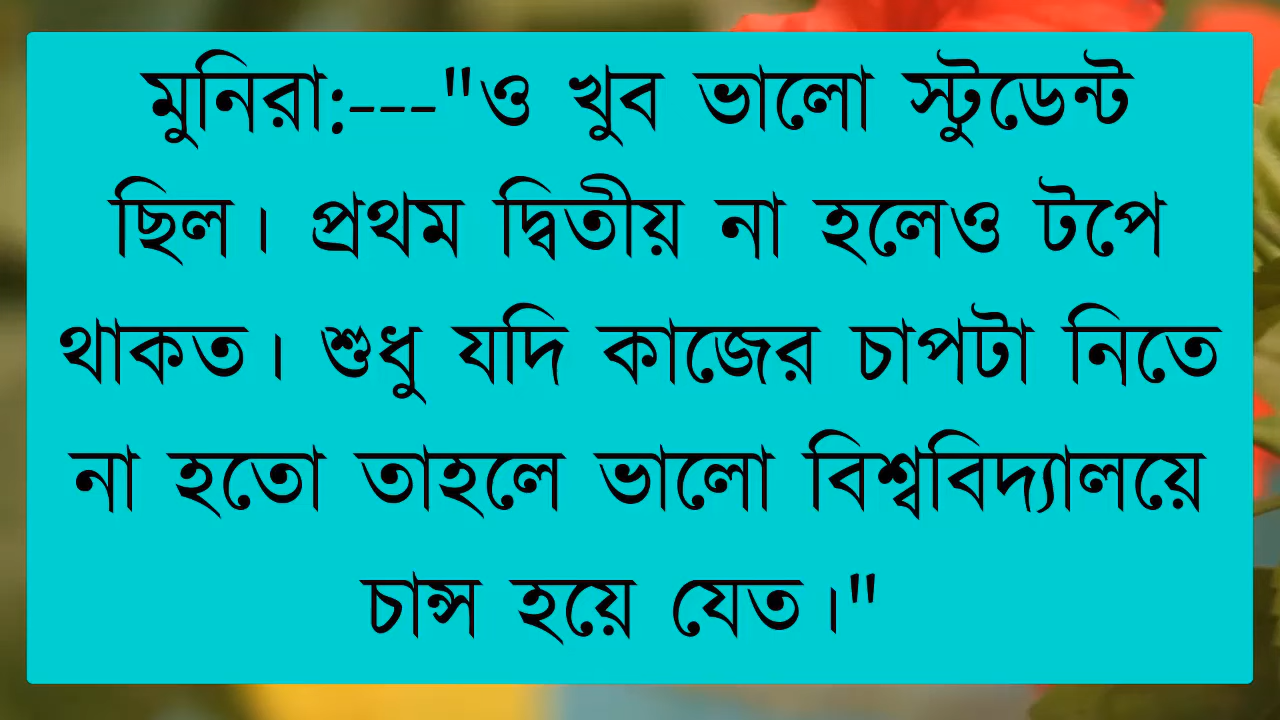 মুনিরা:---"ও খুব ভালো স্টুডেন্ট
ছিল। প্রথম দ্বিতীয় না হলেও টপে
থাকত। শুধু যদি কাজের চাপটা নিতে
না হতো তাহলে ভালো বিশ্ববিদ্যালয়ে
চান্স হয়ে যেত।"